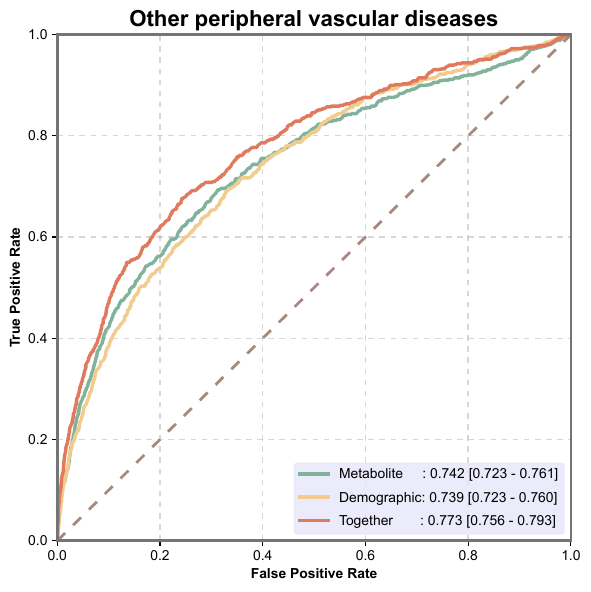 Other peripheral vascular diseases
True Positive Rate
1.0
0.8
0.6
0.4
0.2
0.0
Metabolite : 0.742 [0.723 - 0.761]
Demographic: 0.739 [0.723 - 0.760]
Together : 0.773 [0.756 - 0.793]
0.0 0.2 0.4 0.6 0.8 1.0
False Positive Rate